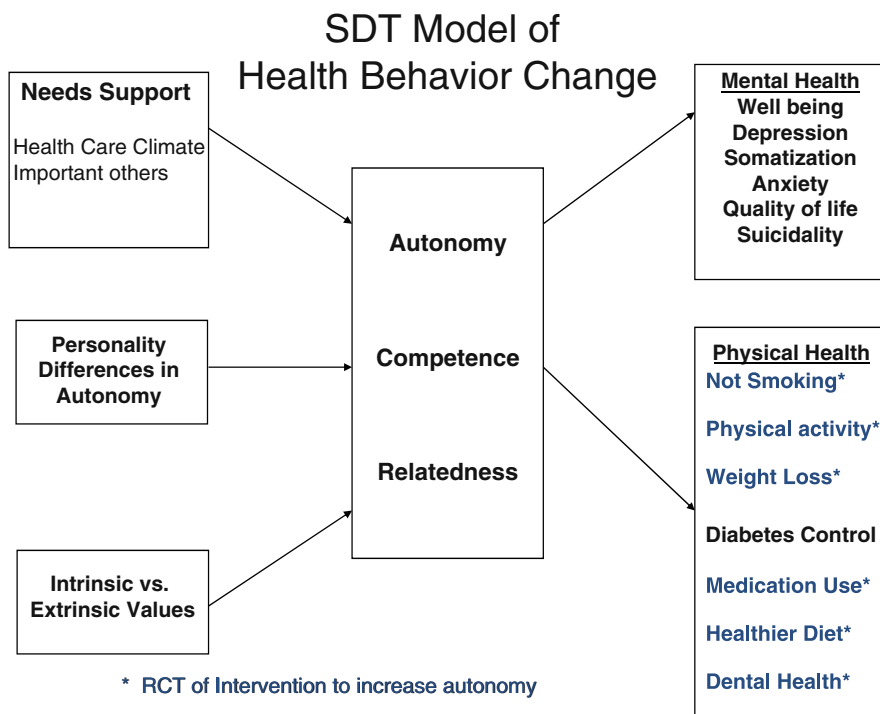 SDT Model of
Health Behavior Change
Needs Support
Health Care Climate
Important others
Personality
Differences in
Autonomy
Intrinsic vs.
Extrinsic Values
Autonomy
Competence
Relatedness
Mental Health
Well being
Depression
Somatization
Anxiety
Quality of life
Suicidality
Physical Health
Not Smoking*
Physical activity*
Weight Loss*
Diabetes Control
Medication Use*
Healthier Diet*
Dental Health*
* RCT of Intervention to increase autonomy